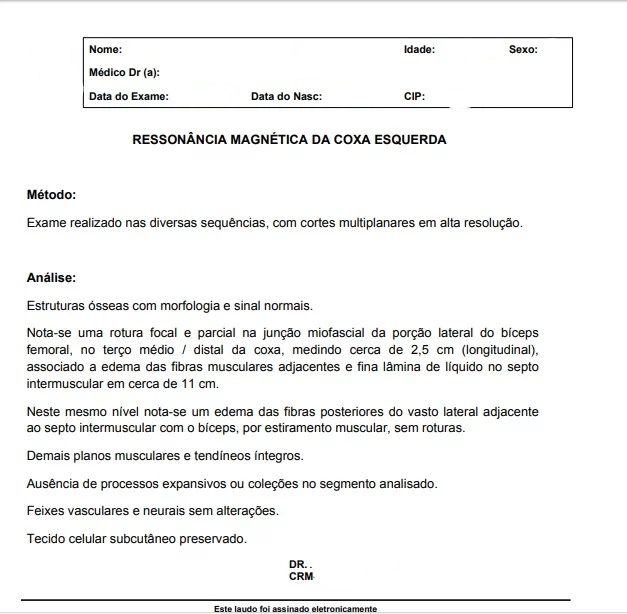 Nome: Idade: Sexo:
Médico Dr (a):
Data do Exame: Data do Nasc: CIP:
RESSONÂNCIA MAGNÉTICA DA COXA ESQUERDA
Método:
Exame realizado nas diversas sequências, com cortes multiplanares em alta resolução.
Análise:
Estruturas ósseas com morfologia e sinal normais.
Nota-se uma rotura focal e parcial na junção miofascial da porção lateral do bíceps
femoral, no terço médio / distal da coxa, medindo cerca de 2,5 cm (longitudinal),
associado a edema das fibras musculares adjacentes e fina lâmina de líquido no septo
intermuscular em cerca de 11 cm.
Neste mesmo nível nota-se um edema das fibras posteriores do vasto lateral adjacente
ao septo intermuscular com o bíceps, por estiramento muscular, sem roturas.
Demais planos musculares e tendíneos íntegros.
Ausência de processos expansivos ou coleções no segmento analisado.
Feixes vasculares e neurais sem alterações.
Tecido celular subcutâneo preservado.
DR. .
CRM
Este laudo foi assinado eletronicamente